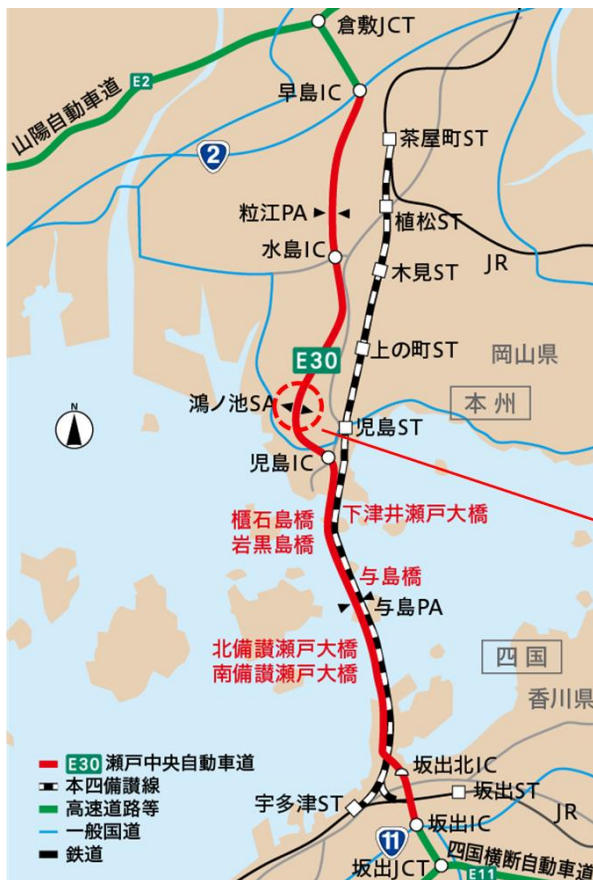 倉敷JCT
山陽自動車道
E2
早島IC
茶屋町ST
2
粒江PA
植松ST
水島IC
JR
木見ST
E30
上の町ST
岡山県
鴻ノ池SA
本州
児島ST
児島IC
櫃石島橋
岩黒島橋
下津井瀬戸大橋
与島橋
与島PA
北備讃瀬戸大橋
南備讃瀬戸大橋
四国
香川県
N
E30 瀬戸中央自動車道
本四備讃線
高速道路等
一般国道
鉄道
坂出北IC
宇多津ST
坂出ST
JR
11
坂出IC
坂出JCT
四国横断自動車道
E11